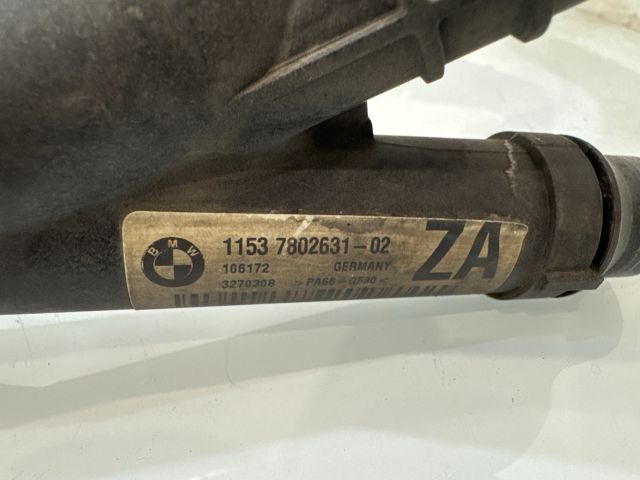 BMW
1153 7802631-02
ZA
106172 GERMANY
3270308 >PA66-GF30<